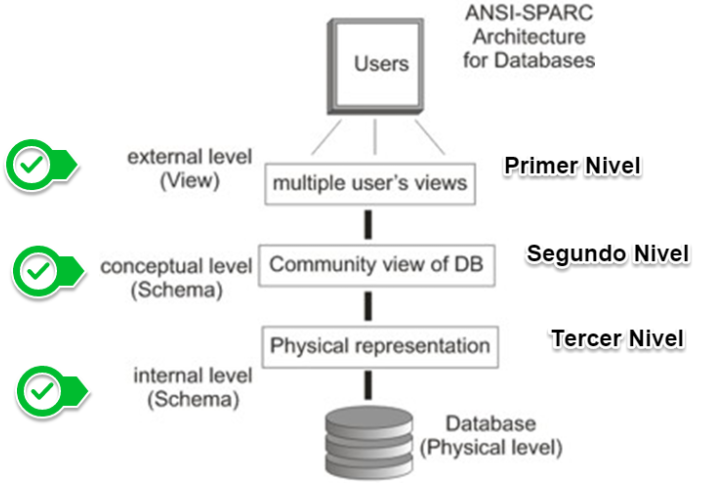 ANSI-SPARC
Architecture
for Databases
Users
external level
(View)
multiple user's views
Primer Nivel
conceptual level
(Schema)
Community view of DB
Segundo Nivel
Physical representation
Tercer Nivel
internal level
(Schema)
Database
(Physical level)